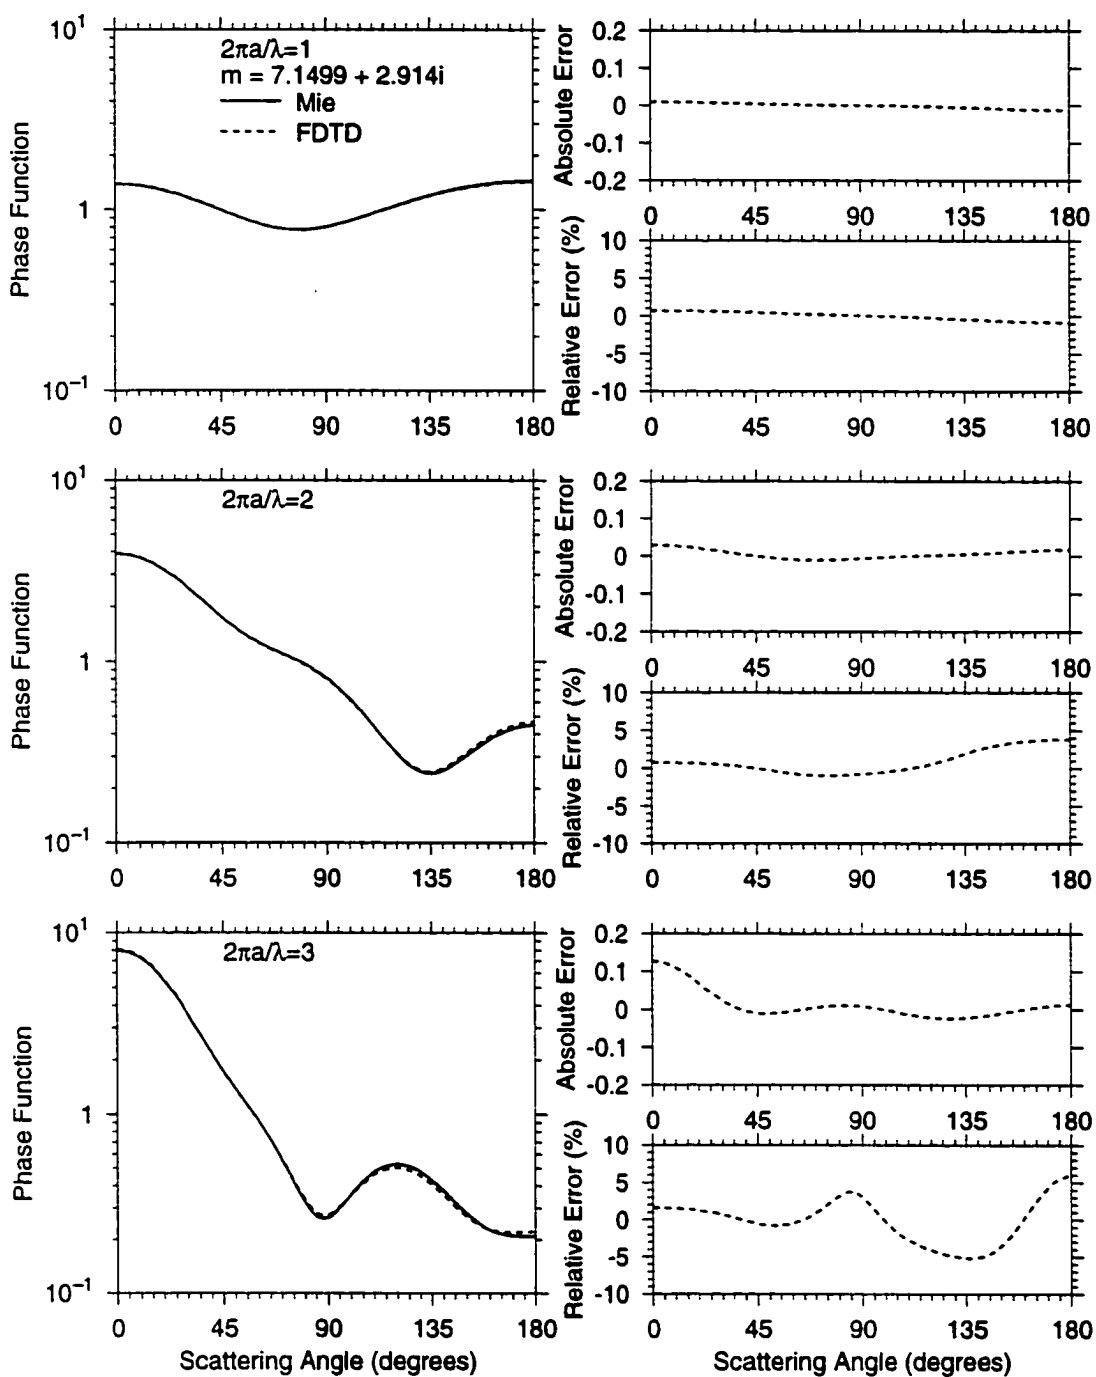 10¹
1
10⁻¹
Phase Function
2πa/λ=1
m = 7.1499 + 2.914i
Mie
FDTD
0 45 90 135 180
0.2
0.1
0
-0.1
-0.2
Absolute Error
0 45 90 135 180
10
5
0
-5
-10
Relative Error (%)
0 45 90 135 180
10¹
1
10⁻¹
Phase Function
2πa/λ=2
0 45 90 135 180
0.2
0.1
0
-0.1
-0.2
Absolute Error
0 45 90 135 180
10
5
0
-5
-10
Relative Error (%)
0 45 90 135 180
10¹
1
10⁻¹
Phase Function
2πa/λ=3
0 45 90 135 180
Scattering Angle (degrees)
0.2
0.1
0
-0.1
-0.2
Absolute Error
0 45 90 135 180
10
5
0
-5
-10
Relative Error (%)
0 45 90 135 180
Scattering Angle (degrees)